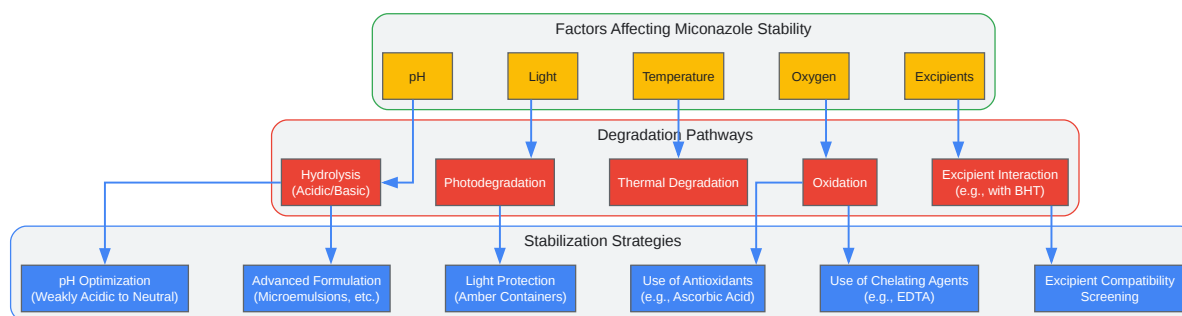 Factors Affecting Miconazole Stability
pH
Light
Temperature
Oxygen
Excipients
Degradation Pathways
Hydrolysis
(Acidic/Basic)
Photodegradation
Thermal Degradation
Oxidation
Excipient Interaction
(e.g., with BHT)
Stabilization Strategies
pH Optimization
(Weakly Acidic to Neutral)
Advanced Formulation
(Microemulsions, etc.)
Light Protection
(Amber Containers)
Use of Antioxidants
(e.g., Ascorbic Acid)
Use of Chelating Agents
(e.g., EDTA)
Excipient Compatibility
Screening